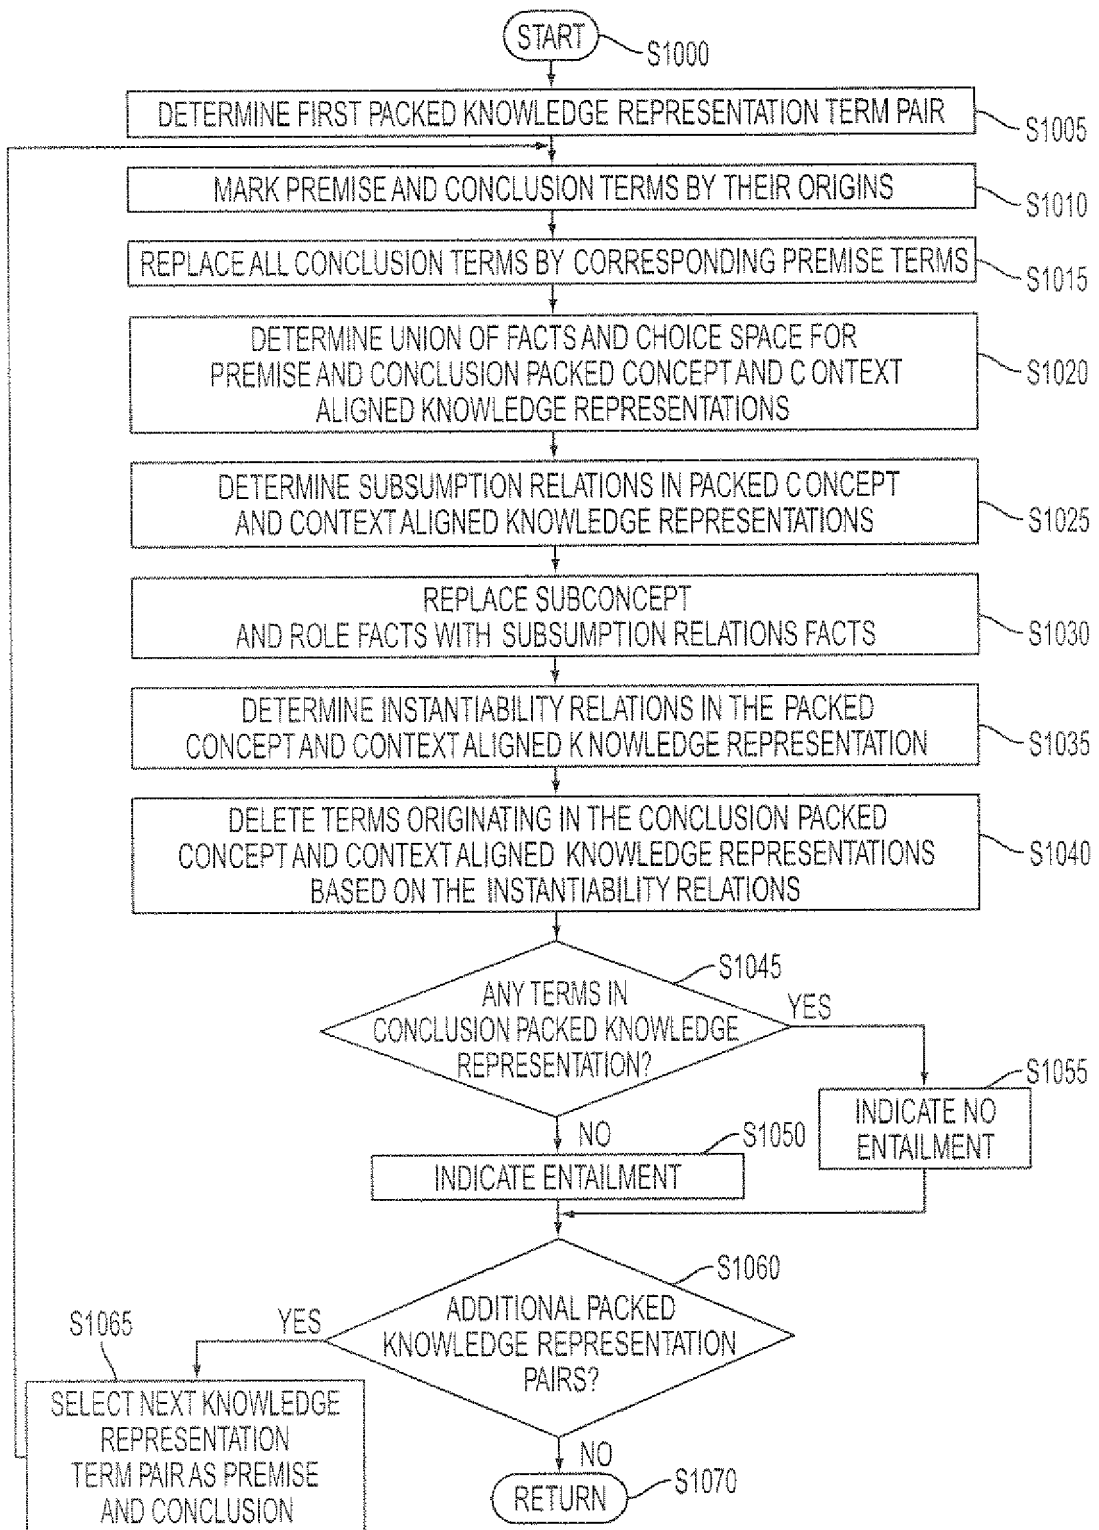 START
S1000
DETERMINE FIRST PACKED KNOWLEDGE REPRESENTATION TERM PAIR
S1005
MARK PREMISE AND CONCLUSION TERMS BY THEIR ORIGINS
S1010
REPLACE ALL CONCLUSION TERMS BY CORRESPONDING PREMISE TERMS
S1015
DETERMINE UNION OF FACTS AND CHOICE SPACE FOR
PREMISE AND CONCLUSION PACKED CONCEPT AND CONTEXT
ALIGNED KNOWLEDGE REPRESENTATIONS
S1020
DETERMINE SUBSUMPTION RELATIONS IN PACKED CONCEPT
AND CONTEXT ALIGNED KNOWLEDGE REPRESENTATIONS
S1025
REPLACE SUBCONCEPT
AND ROLE FACTS WITH SUBSUMPTION RELATIONS FACTS
S1030
DETERMINE INSTANTIABILITY RELATIONS IN THE PACKED
CONCEPT AND CONTEXT ALIGNED KNOWLEDGE REPRESENTATION
S1035
DELETE TERMS ORIGINATING IN THE CONCLUSION PACKED
CONCEPT AND CONTEXT ALIGNED KNOWLEDGE REPRESENTATIONS
BASED ON THE INSTANTIABILITY RELATIONS
S1040
S1045
ANY TERMS IN
CONCLUSION PACKED KNOWLEDGE
REPRESENTATION?
YES
S1055
INDICATE NO
ENTAILMENT
NO
S1050
INDICATE ENTAILMENT
S1060
ADDITIONAL PACKED
KNOWLEDGE REPRESENTATION
PAIRS?
YES
S1065
SELECT NEXT KNOWLEDGE
REPRESENTATION
TERM PAIR AS PREMISE
AND CONCLUSION
NO
RETURN
S1070